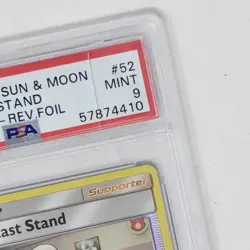 SUN & MOON #52
STAND MINT
-REV.FOIL 9
57874410
PSA
Supporter
ast Stand